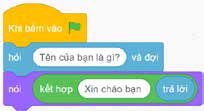 Khi bấm vào
hỏi Tên của bạn là gì? và đợi
nói kết hợp Xin chào bạn trả lời